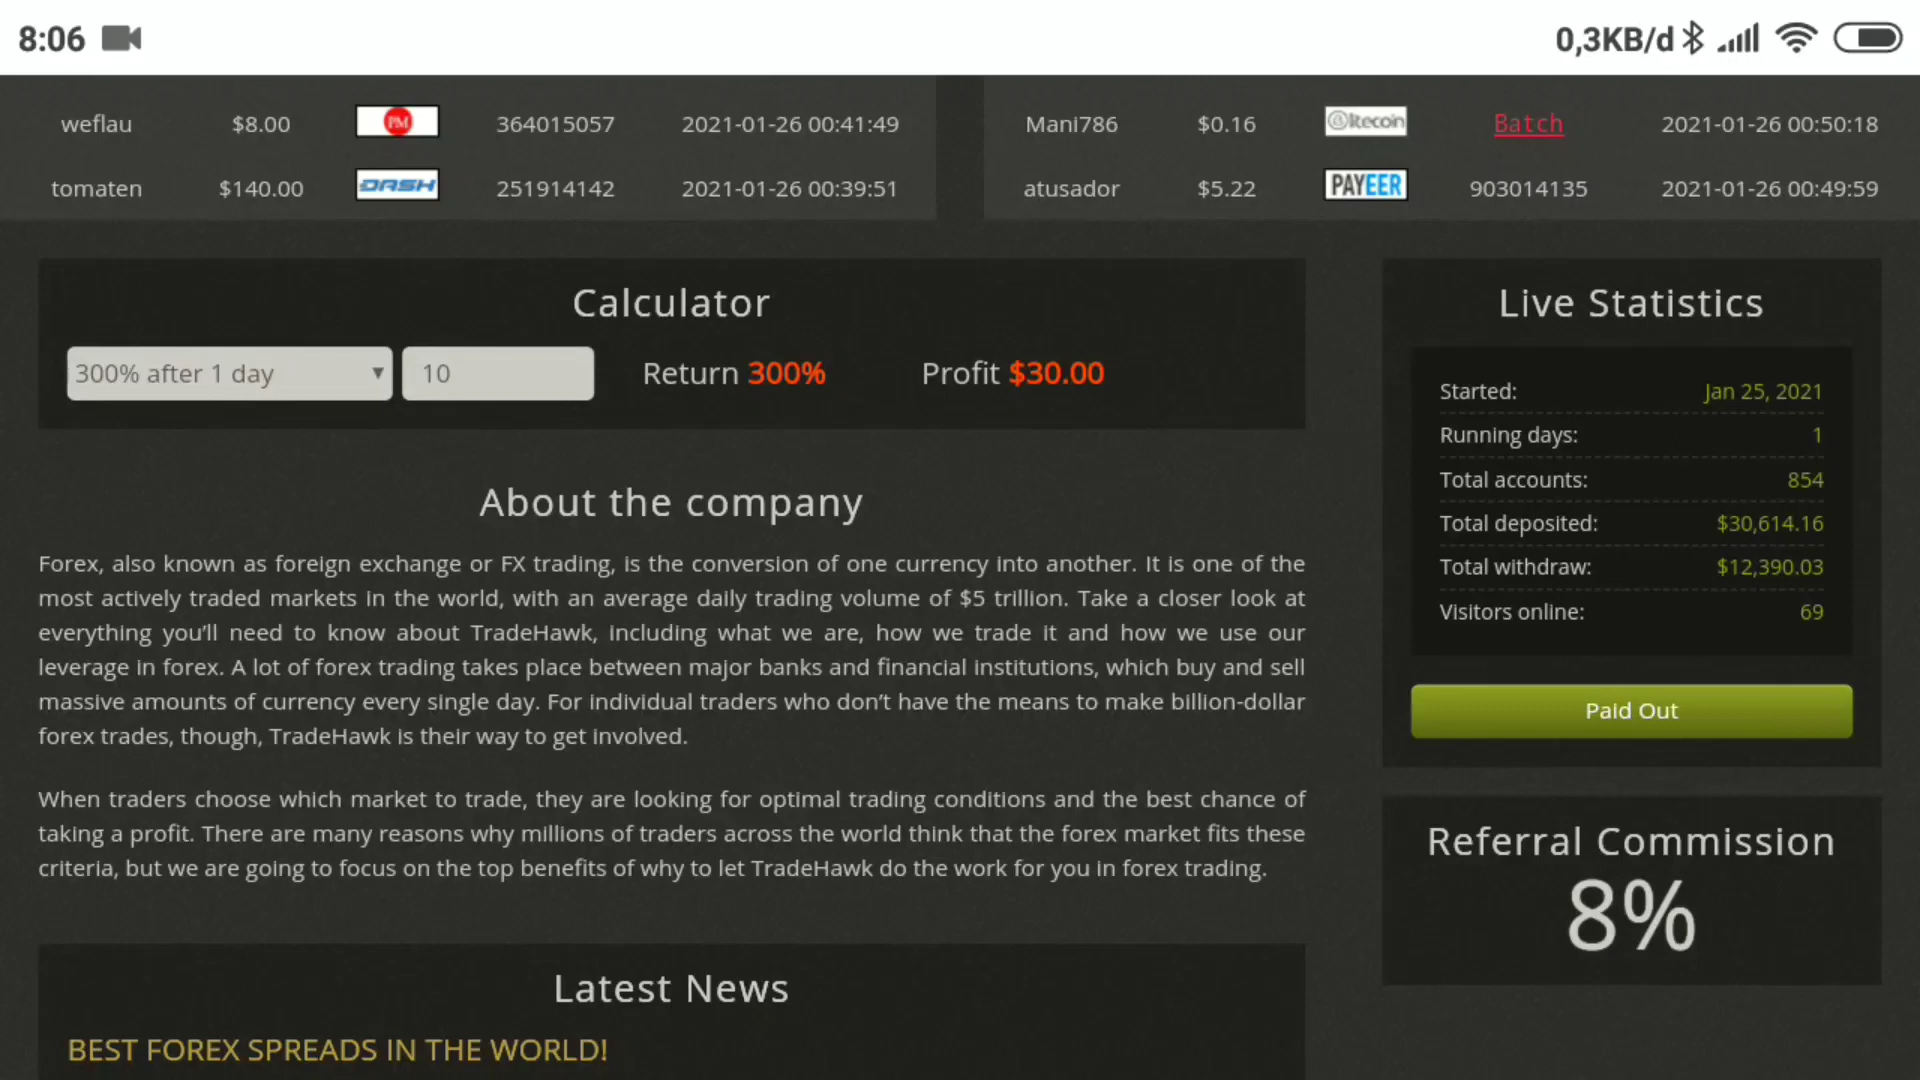 8:06 0,3KB/d
weflau $8.00 PM 364015057 2021-01-26 00:41:49 Mani786 $0.16 litecoin Batch 2021-01-26 00:50:18
tomaten $140.00 DASH 251914142 2021-01-26 00:39:51 atusador $5.22 PAYEER 903014135 2021-01-26 00:49:59
Calculator
300% after 1 day 10 Return 300% Profit $30.00
About the company
Forex, also known as foreign exchange or FX trading, is the conversion of one currency into another. It is one of the
most actively traded markets in the world, with an average daily trading volume of $5 trillion. Take a closer look at
everything you’ll need to know about TradeHawk, including what we are, how we trade it and how we use our
leverage in forex. A lot of forex trading takes place between major banks and financial institutions, which buy and sell
massive amounts of currency every single day. For individual traders who don’t have the means to make billion-dollar
forex trades, though, TradeHawk is their way to get involved.
When traders choose which market to trade, they are looking for optimal trading conditions and the best chance of
taking a profit. There are many reasons why millions of traders across the world think that the forex market fits these
criteria, but we are going to focus on the top benefits of why to let TradeHawk do the work for you in forex trading.
Latest News
BEST FOREX SPREADS IN THE WORLD!
Live Statistics
Started: Jan 25, 2021
Running days: 1
Total accounts: 854
Total deposited: $30,614.16
Total withdraw: $12,390.03
Visitors online: 69
Paid Out
Referral Commission
8%